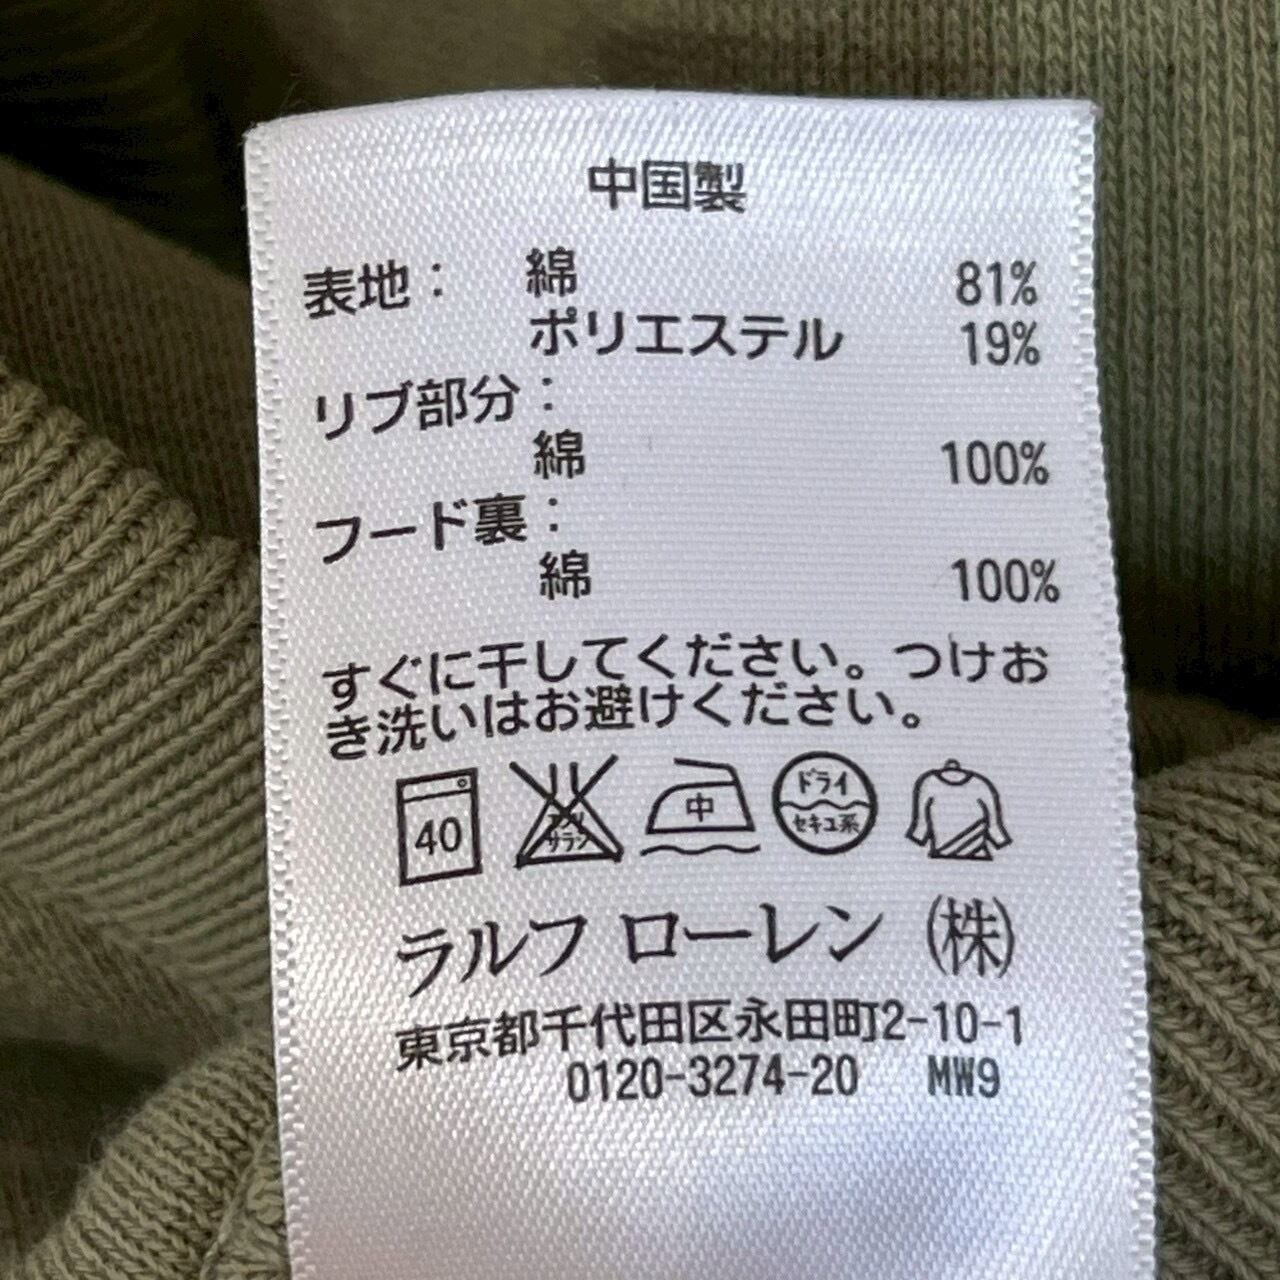 中国製
表地： 綿 81%
ポリエステル 19%
リブ部分：
綿 100%
フード裏：
綿 100%
すぐに干してください。つけお
き洗いはお避けください。
40 サラシ 中 ドライ セキユ系
ラルフ ローレン (株)
東京都千代田区永田町2-10-1
0120-3274-20 MW9